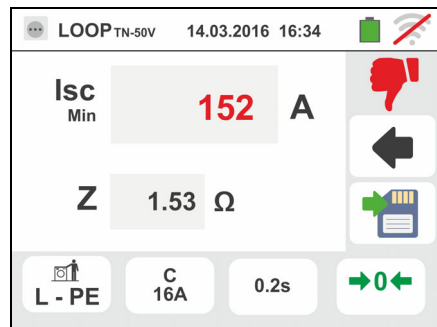 LOOP TN-50V 14.03.2016 16:34
Isc
Min
152 A
Z 1.53 Ω
L - PE
C
16A
0.2s
0